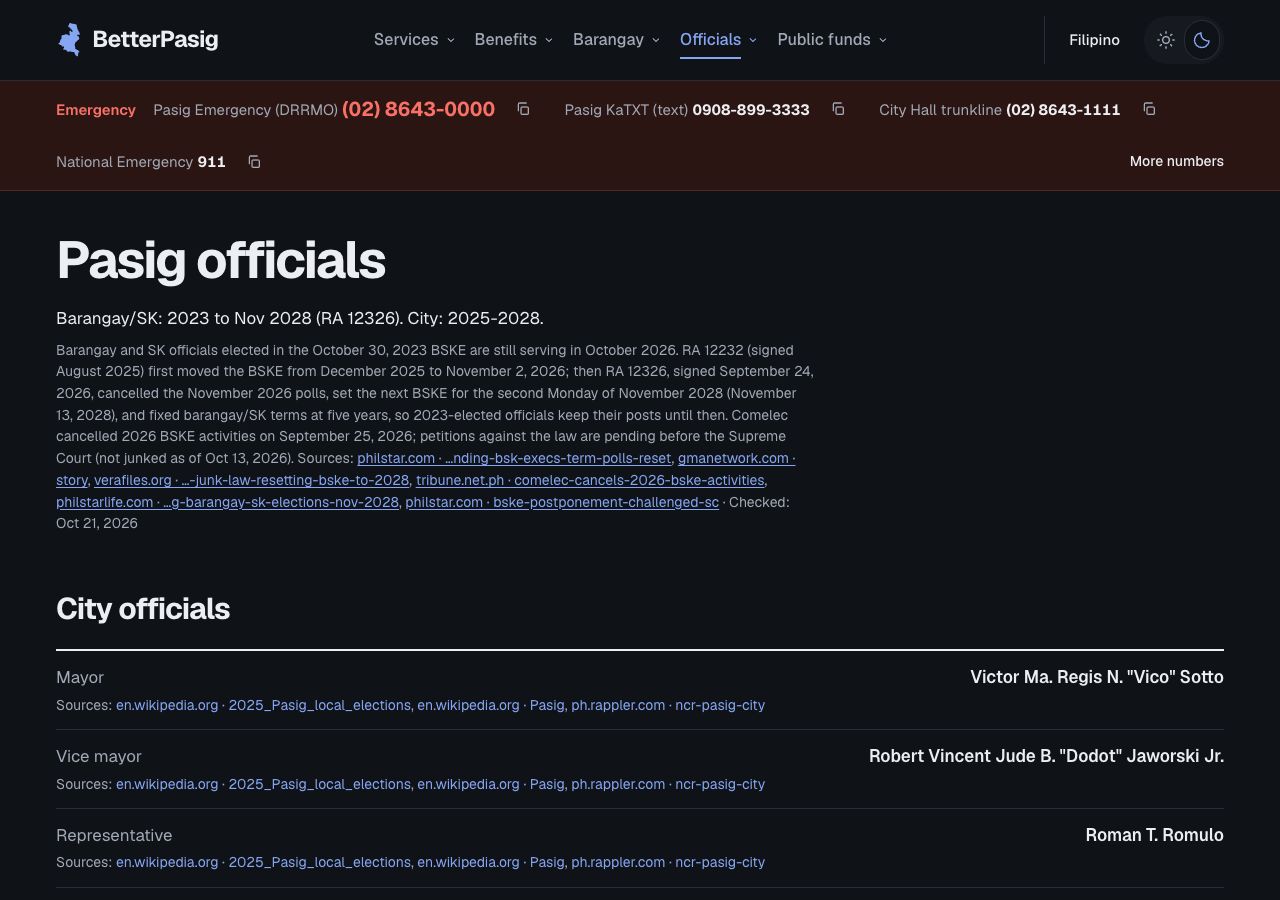 BetterPasig
Services
Benefits
Barangay
Officials
Public funds
Filipino
Emergency Pasig Emergency (DRRMO) (02) 8643-0000
Pasig KaTXT (text) 0908-899-3333
City Hall trunkline (02) 8643-1111
National Emergency 911
More numbers
Pasig officials
Barangay/SK: 2023 to Nov 2028 (RA 12326). City: 2025-2028.
Barangay and SK officials elected in the October 30, 2023 BSKE are still serving in October 2026. RA 12232 (signed
August 2025) first moved the BSKE from December 2025 to November 2, 2026; then RA 12326, signed September 24,
2026, cancelled the November 2026 polls, set the next BSKE for the second Monday of November 2028 (November
13, 2028), and fixed barangay/SK terms at five years, so 2023-elected officials keep their posts until then. Comelec
cancelled 2026 BSKE activities on September 25, 2026; petitions against the law are pending before the Supreme
Court (not junked as of Oct 13, 2026). Sources: philstar.com · …nding-bsk-execs-term-polls-reset, gmanetwork.com ·
story, verafiles.org · …-junk-law-resetting-bske-to-2028, tribune.net.ph · comelec-cancels-2026-bske-activities,
philstarlife.com · …g-barangay-sk-elections-nov-2028, philstar.com · bske-postponement-challenged-sc · Checked:
Oct 21, 2026
City officials
Mayor
Victor Ma. Regis N. "Vico" Sotto
Sources: en.wikipedia.org · 2025_Pasig_local_elections, en.wikipedia.org · Pasig, ph.rappler.com · ncr-pasig-city
Vice mayor
Robert Vincent Jude B. "Dodot" Jaworski Jr.
Sources: en.wikipedia.org · 2025_Pasig_local_elections, en.wikipedia.org · Pasig, ph.rappler.com · ncr-pasig-city
Representative
Roman T. Romulo
Sources: en.wikipedia.org · 2025_Pasig_local_elections, en.wikipedia.org · Pasig, ph.rappler.com · ncr-pasig-city